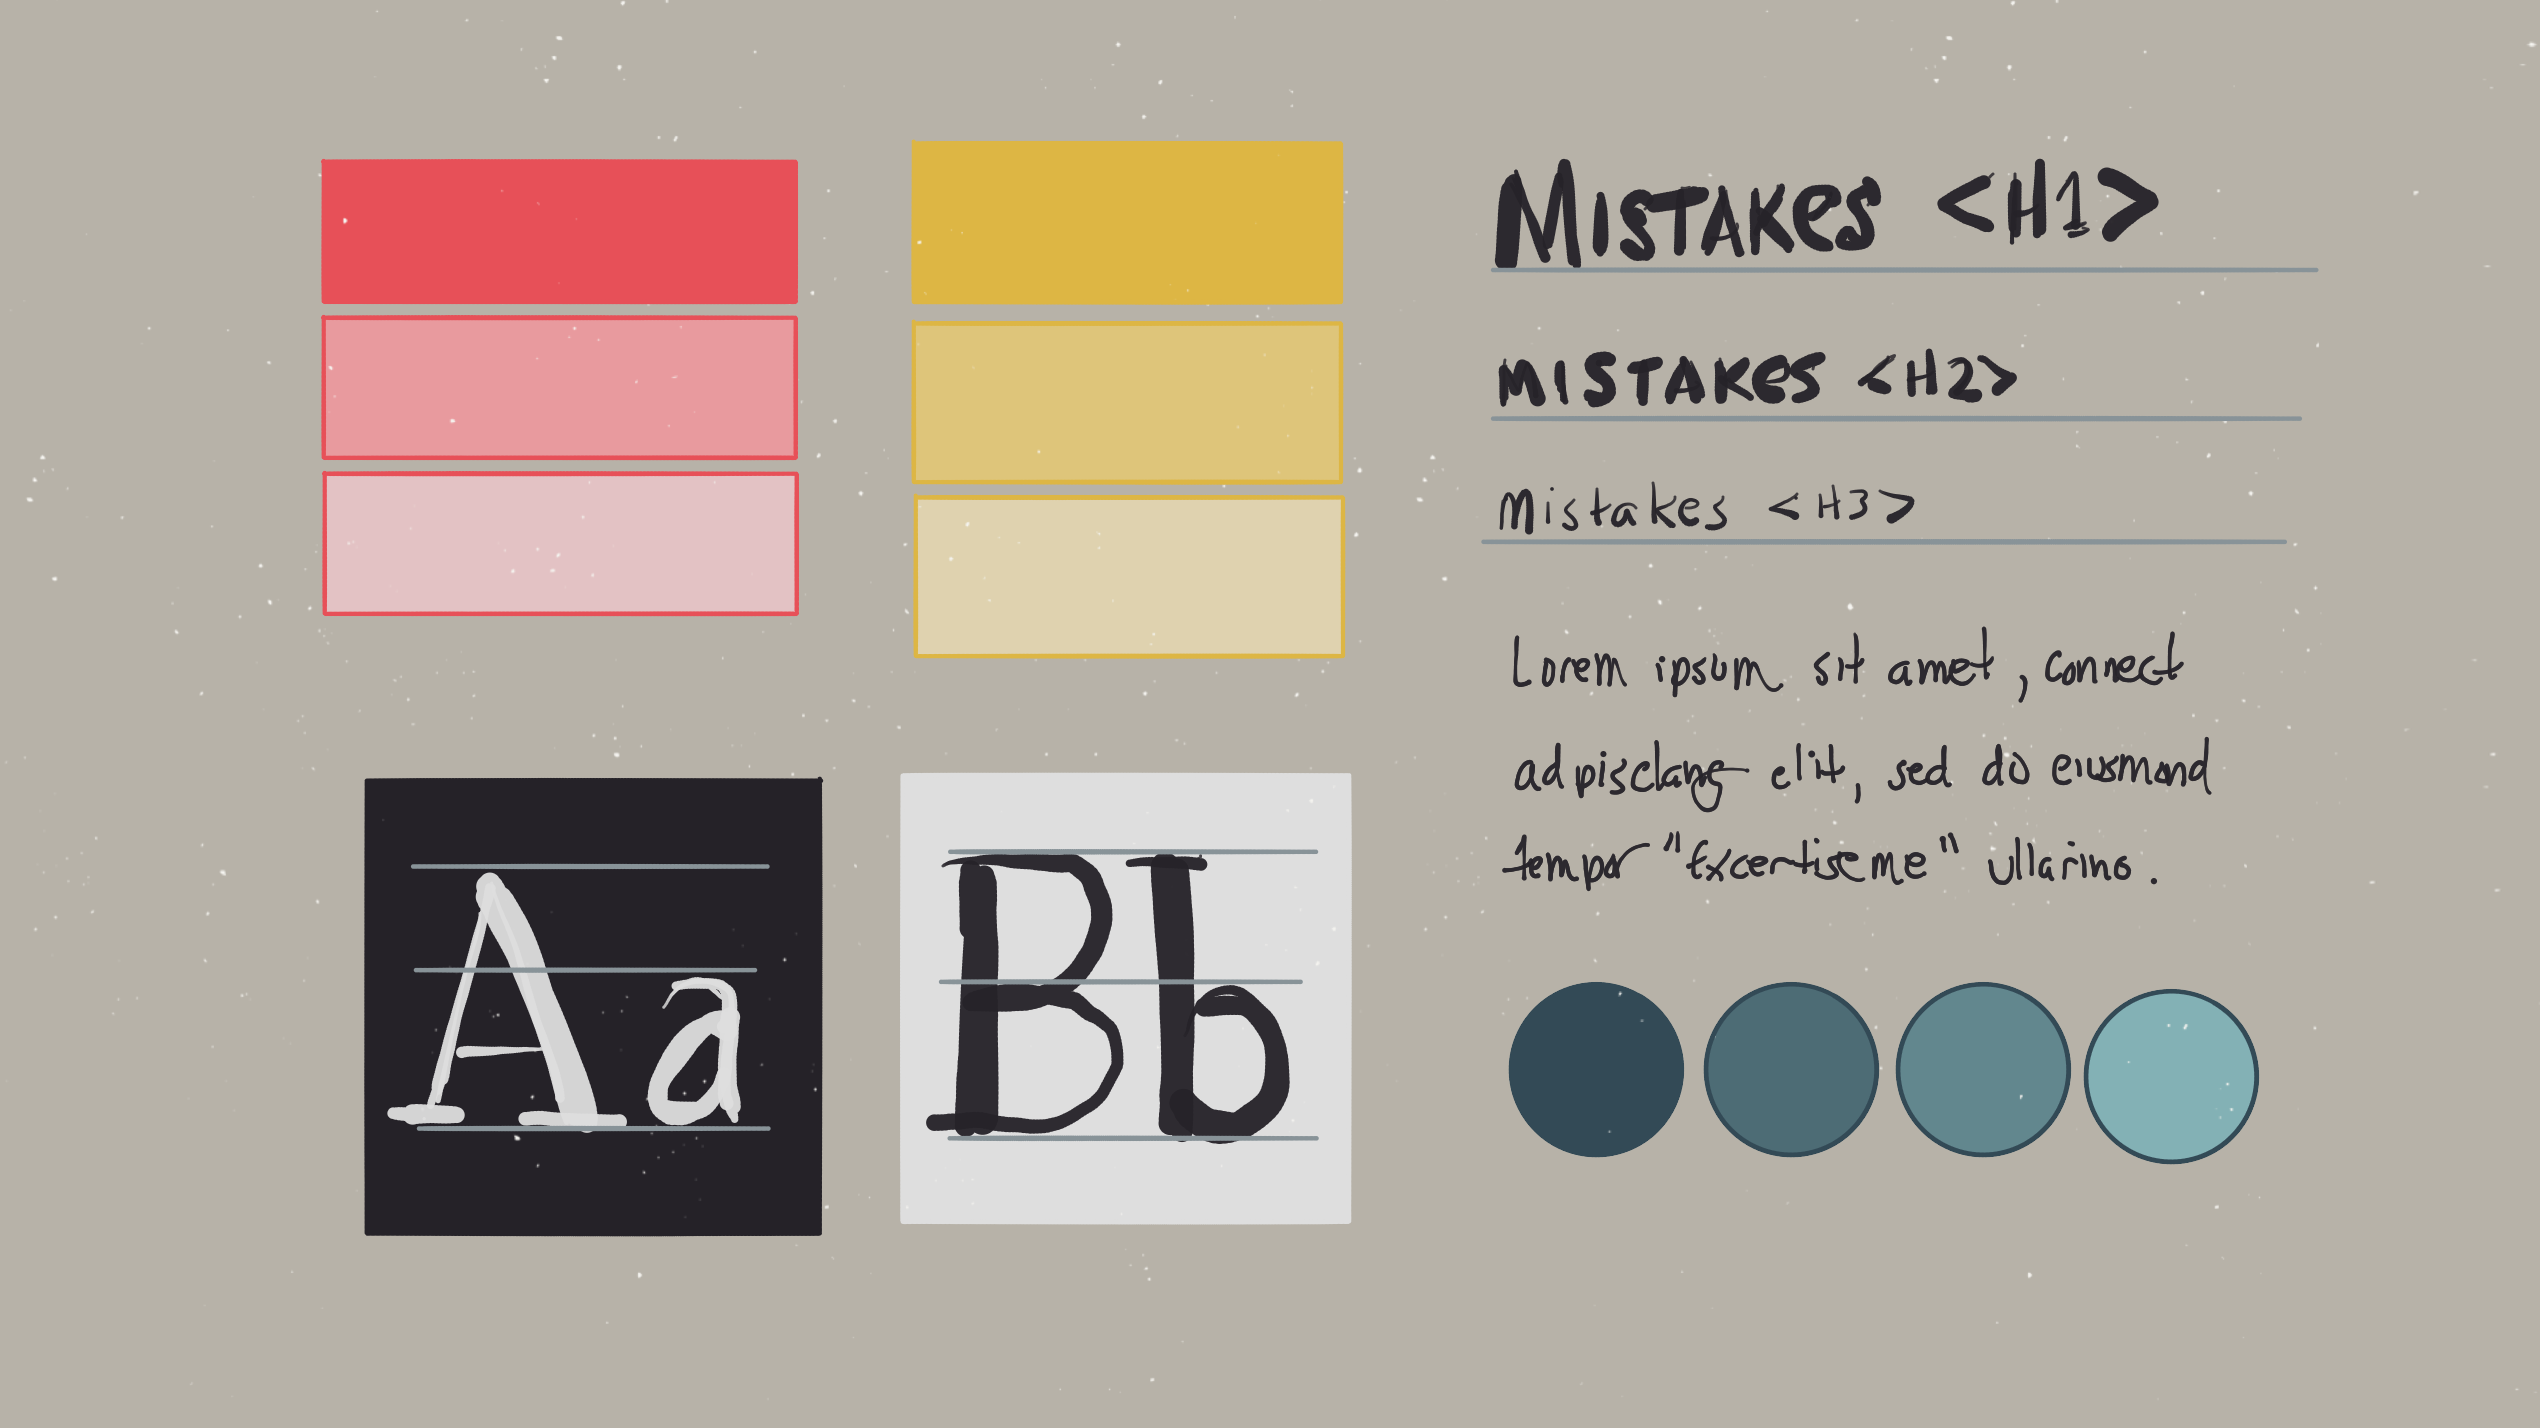 Mistakes <H1>
mistakes <H2>
mistakes <H3>
Lorem ipsum sit amet, connect
adpisclang elit, sed do eiusmond
tempor "Excertiseme" ullarino.
Aa
Bb